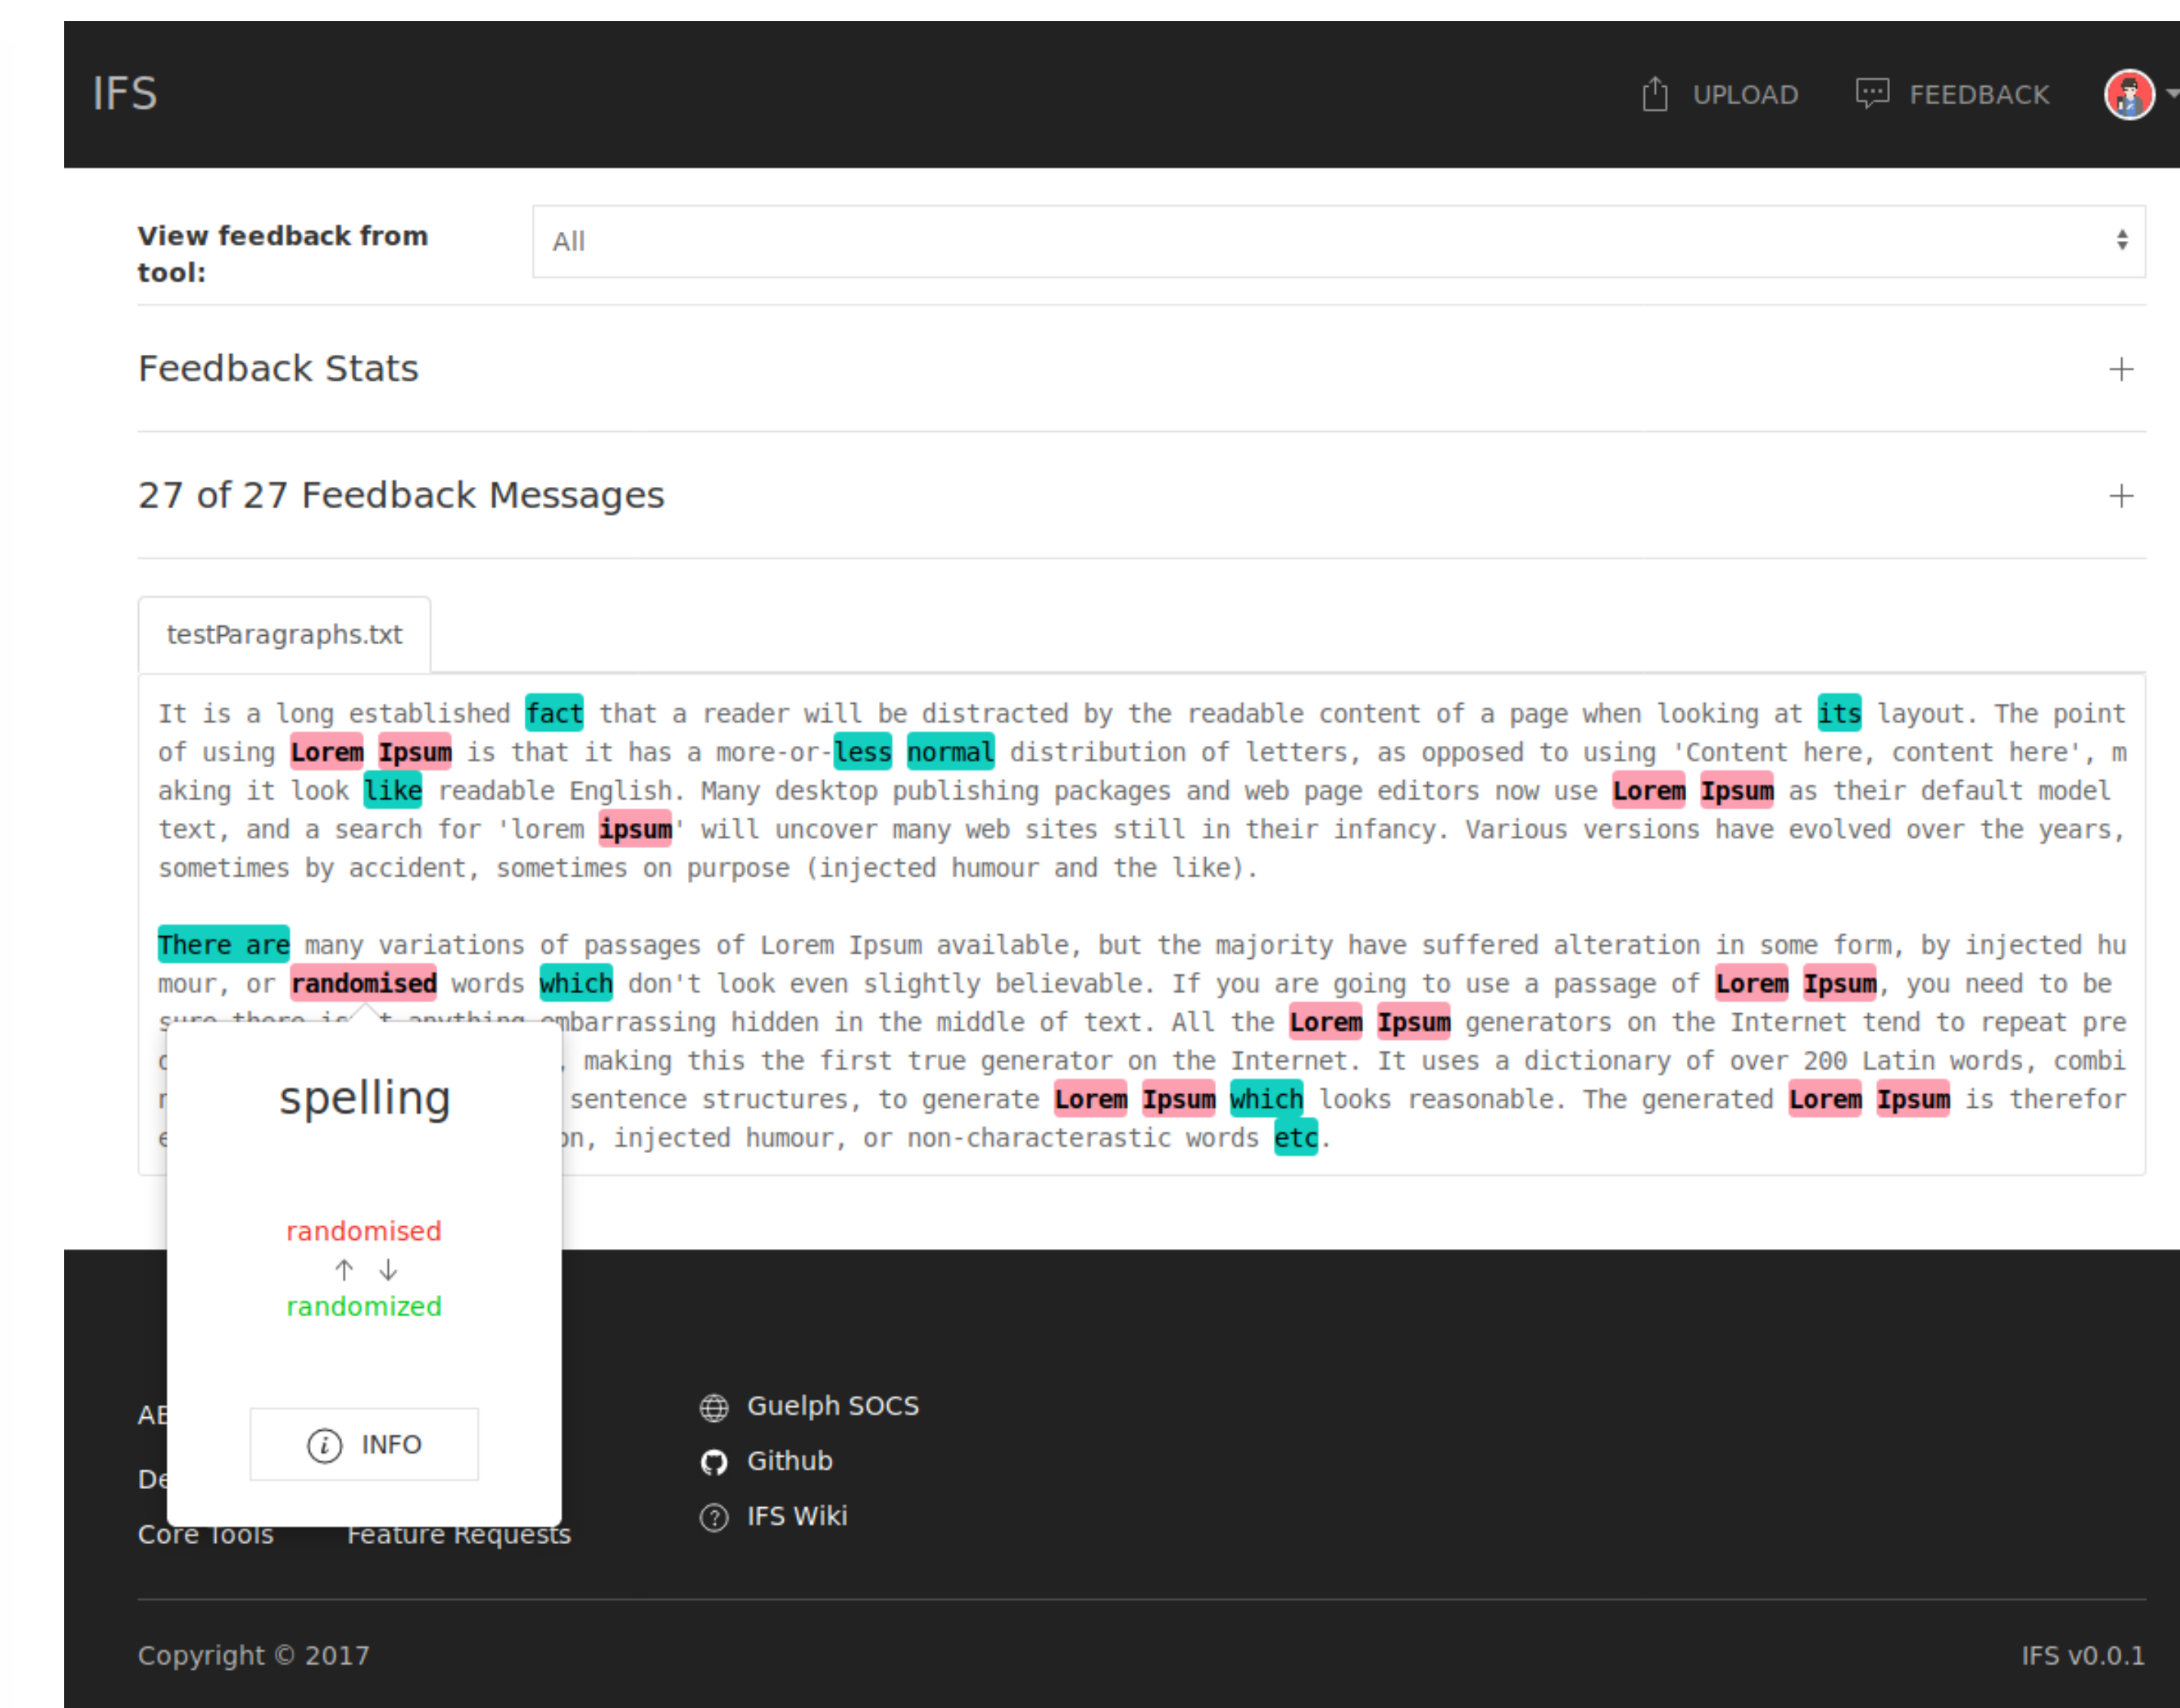 IFS
UPLOAD FEEDBACK
View feedback from
tool:
All
Feedback Stats
27 of 27 Feedback Messages
testParagraphs.txt
It is a long established fact that a reader will be distracted by the readable content of a page when looking at its layout. The point
of using Lorem Ipsum is that it has a more-or-less normal distribution of letters, as opposed to using 'Content here, content here', m
aking it look like readable English. Many desktop publishing packages and web page editors now use Lorem Ipsum as their default model
text, and a search for 'lorem ipsum' will uncover many web sites still in their infancy. Various versions have evolved over the years,
sometimes by accident, sometimes on purpose (injected humour and the like).
There are many variations of passages of Lorem Ipsum available, but the majority have suffered alteration in some form, by injected hu
mour, or randomised words which don't look even slightly believable. If you are going to use a passage of Lorem Ipsum, you need to be
sure there is t anything embarrassing hidden in the middle of text. All the Lorem Ipsum generators on the Internet tend to repeat pre
, making this the first true generator on the Internet. It uses a dictionary of over 200 Latin words, combi
sentence structures, to generate Lorem Ipsum which looks reasonable. The generated Lorem Ipsum is therefor
e on, injected humour, or non-characterastic words etc.
spelling
randomised
randomized
INFO
Guelph SOCS
Github
IFS Wiki
Core Tools Feature Requests
Copyright © 2017
IFS v0.0.1